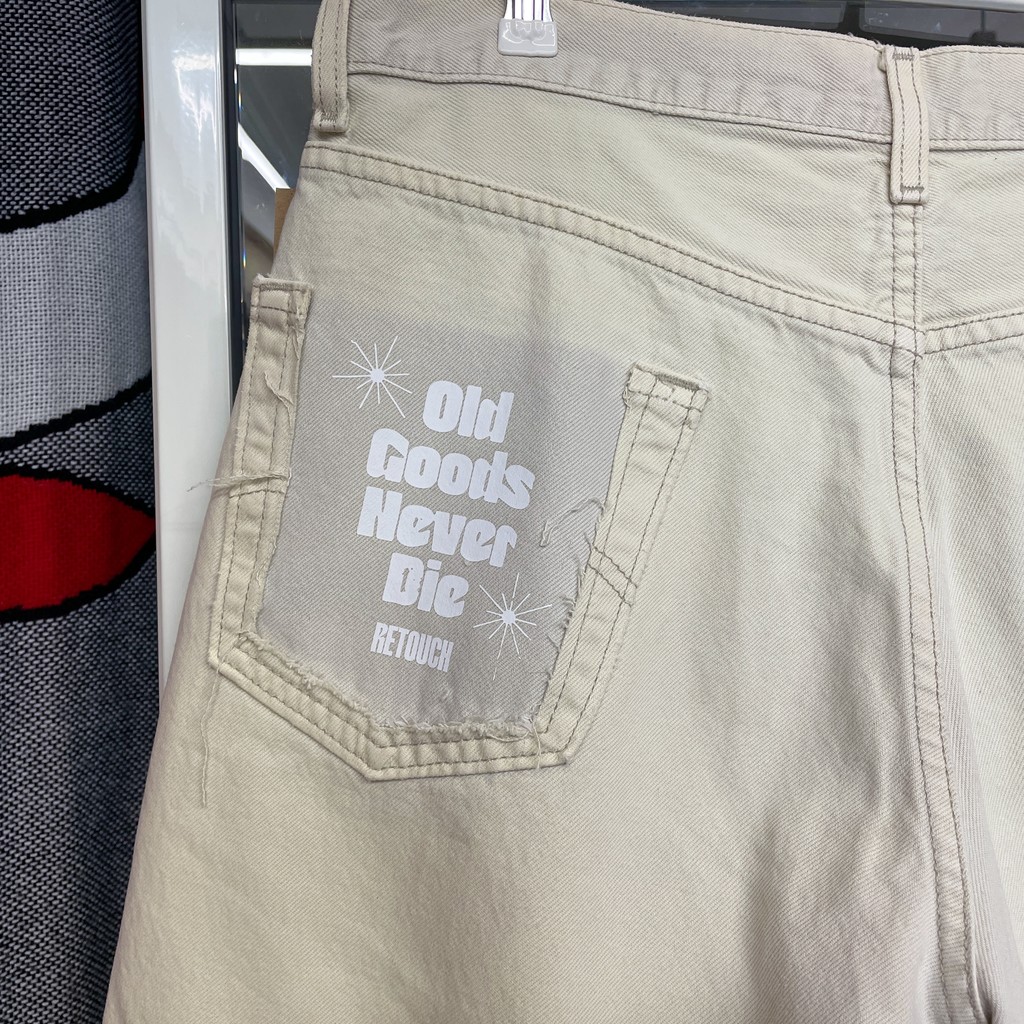 Old
Goods
Never
Die
RETOUCH